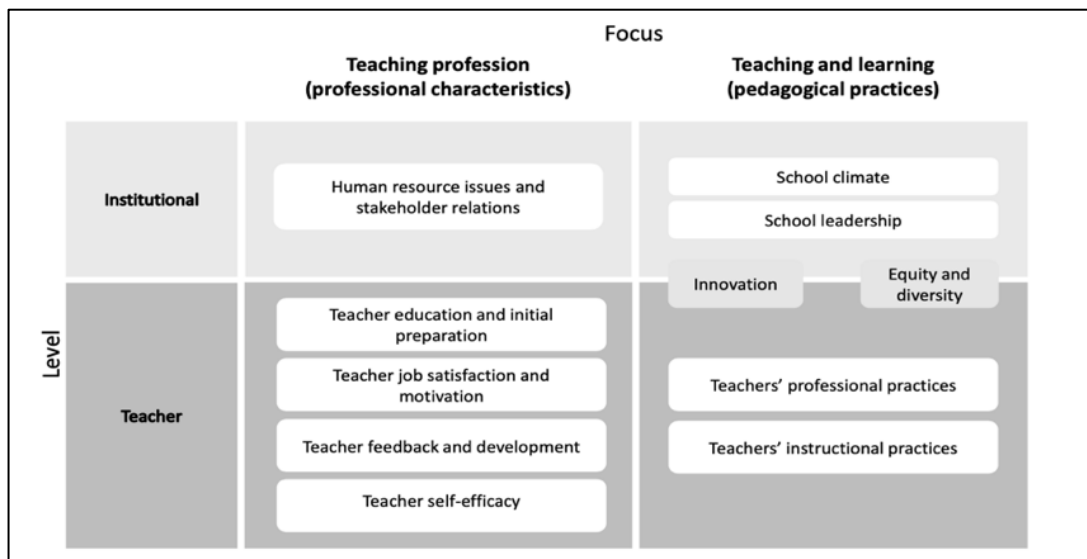 Focus
Teaching profession
(professional characteristics)
Teaching and learning
(pedagogical practices)
Level
Institutional
Human resource issues and
stakeholder relations
School climate
School leadership
Innovation
Equity and
diversity
Teacher
Teacher education and initial
preparation
Teacher job satisfaction and
motivation
Teacher feedback and development
Teacher self-efficacy
Teachers’ professional practices
Teachers’ instructional practices